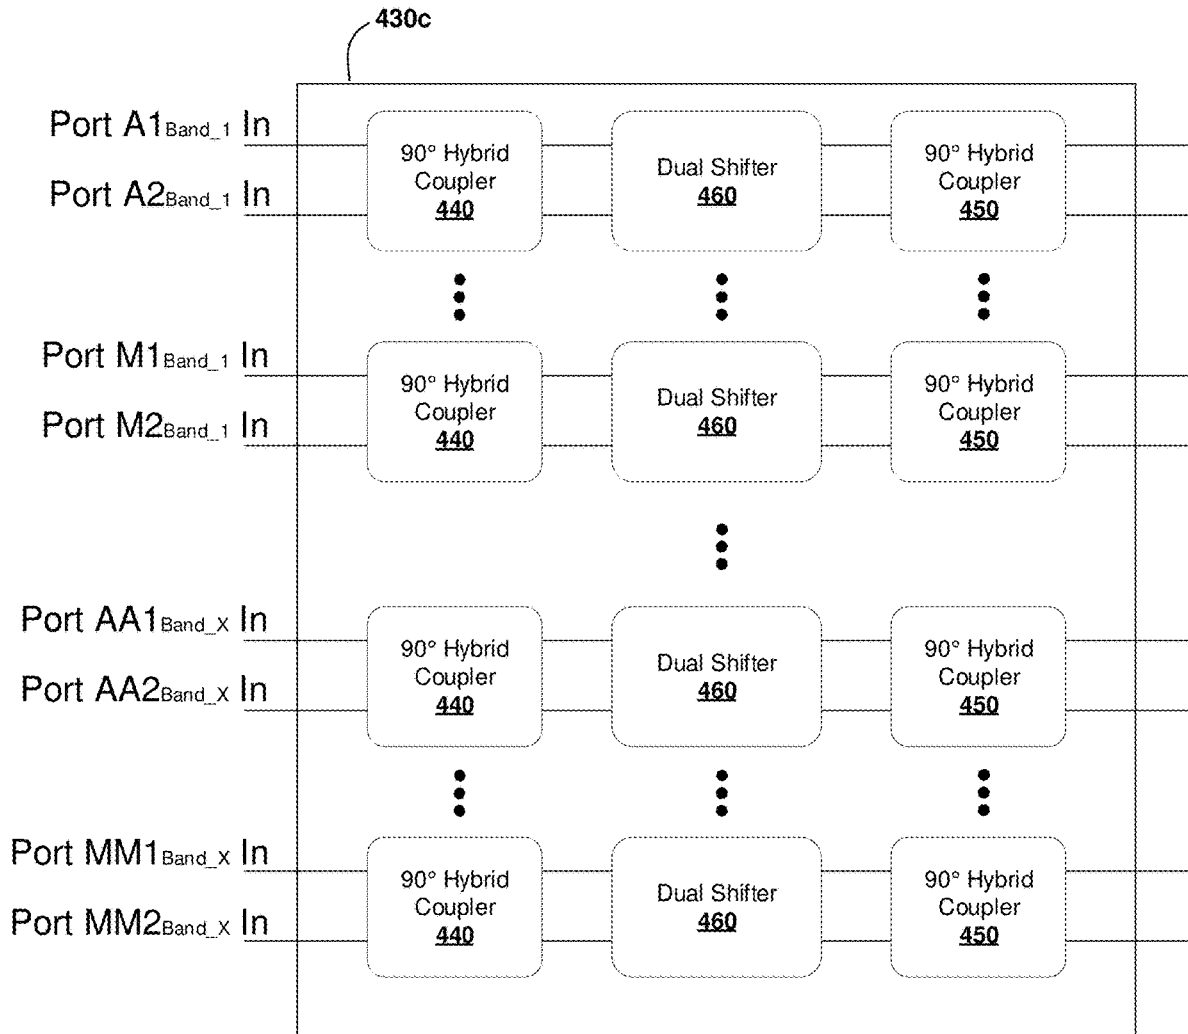 430c
Port A1Band_1 In
Port A2Band_1 In
90° Hybrid
Coupler
440
Dual Shifter
460
90° Hybrid
Coupler
450
Port M1Band_1 In
Port M2Band_1 In
90° Hybrid
Coupler
440
Dual Shifter
460
90° Hybrid
Coupler
450
Port AA1Band_X In
Port AA2Band_X In
90° Hybrid
Coupler
440
Dual Shifter
460
90° Hybrid
Coupler
450
Port MM1Band_X In
Port MM2Band_X In
90° Hybrid
Coupler
440
Dual Shifter
460
90° Hybrid
Coupler
450